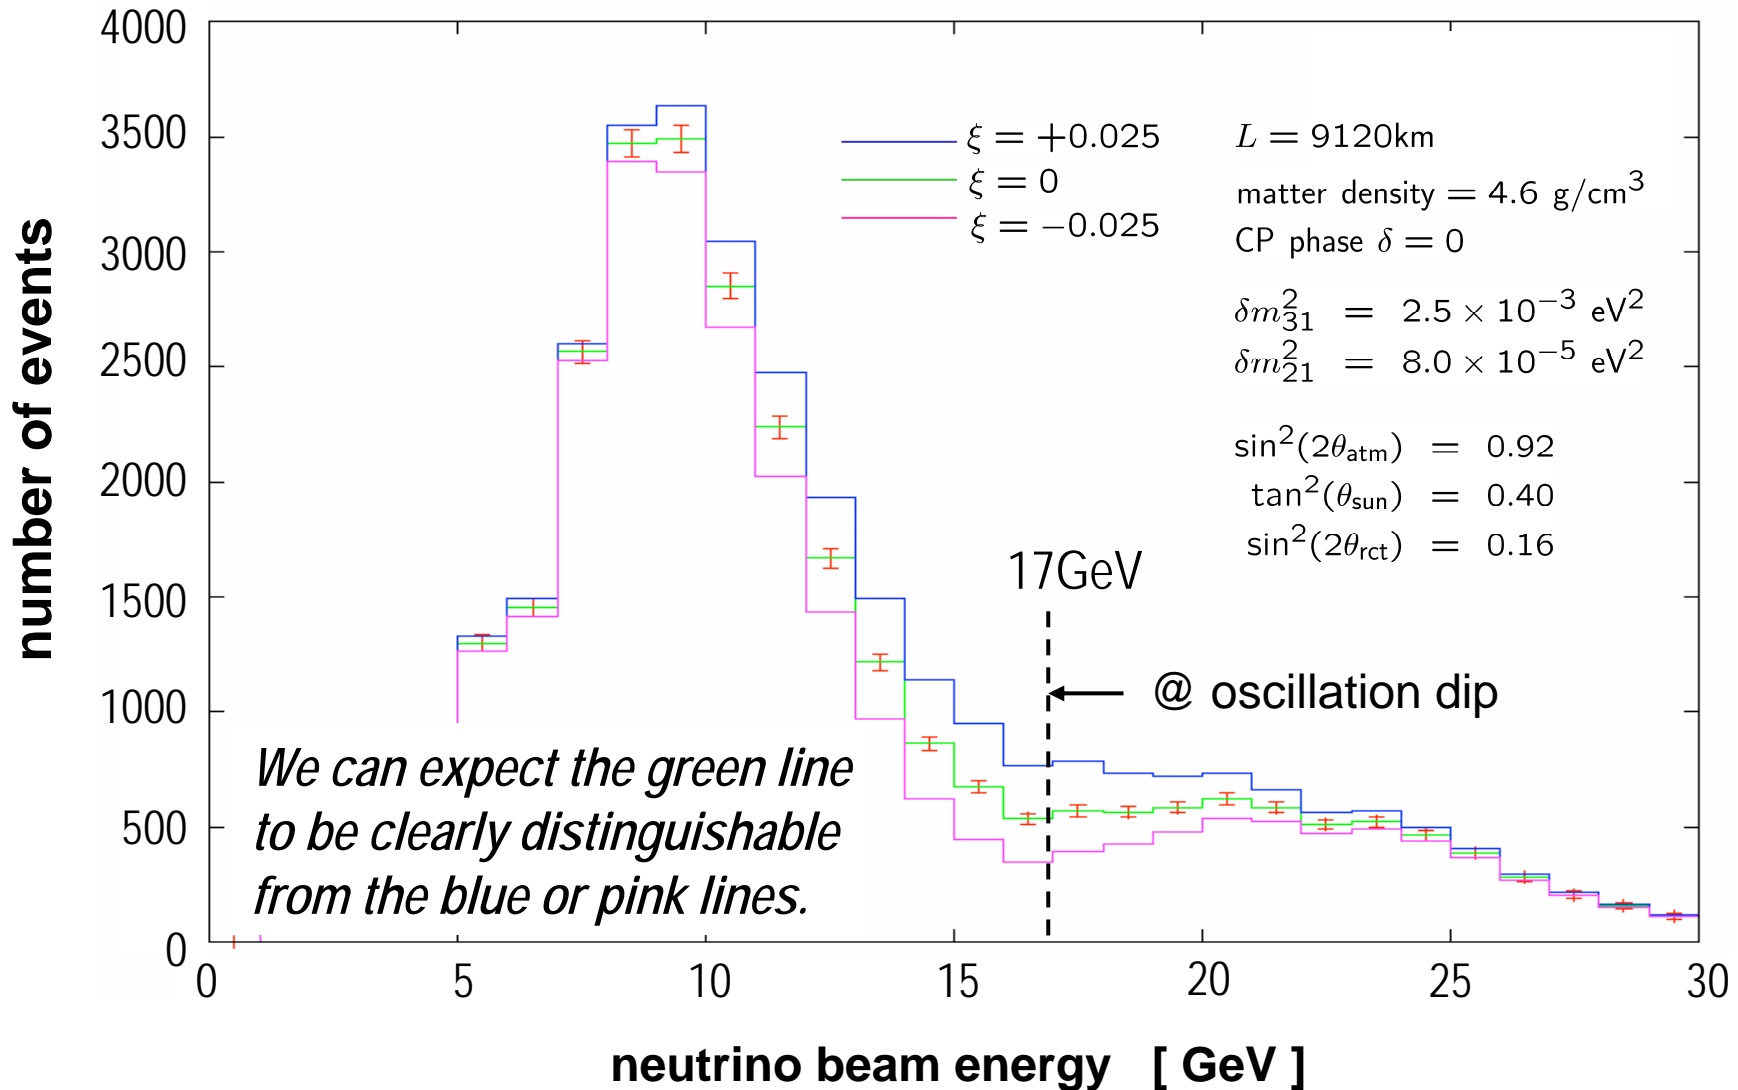 4000
3500
3000
2500
2000
1500
1000
500
0
number of events
ξ = +0.025
ξ = 0
ξ = −0.025
L = 9120km
matter density = 4.6 g/cm³
CP phase δ = 0
δm²₃₁ = 2.5 × 10⁻³ eV²
δm²₂₁ = 8.0 × 10⁻⁵ eV²
sin²(2θ_atm) = 0.92
tan²(θ_sun) = 0.40
sin²(2θ_rct) = 0.16
17GeV
@ oscillation dip
We can expect the green line
to be clearly distinguishable
from the blue or pink lines.
0 5 10 15 20 25 30
neutrino beam energy [ GeV ]